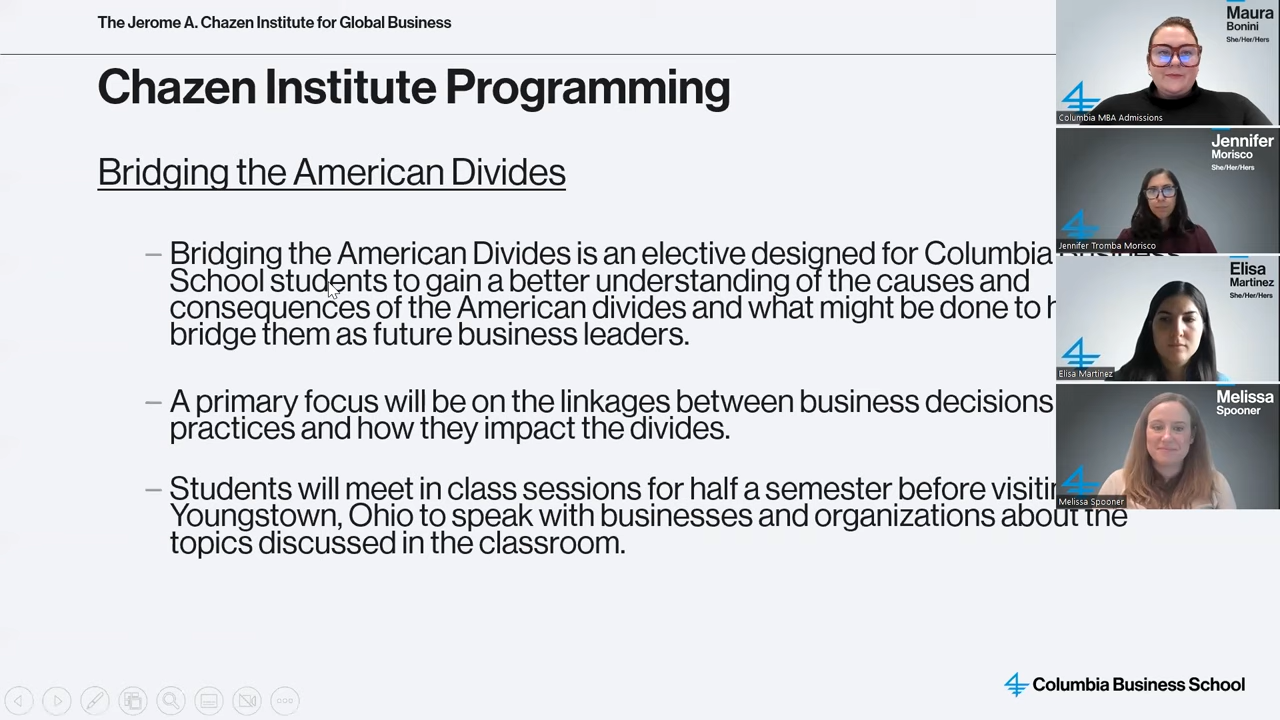 The Jerome A. Chazen Institute for Global Business
Chazen Institute Programming
Bridging the American Divides
– Bridging the American Divides is an elective designed for Columbia Business
School students to gain a better understanding of the causes and
consequences of the American divides and what might be done to
bridge them as future business leaders.
– A primary focus will be on the linkages between business decisions
practices and how they impact the divides.
– Students will meet in class sessions for half a semester before
Youngstown, Ohio to speak with businesses and organizations about the
topics discussed in the classroom.
Columbia Business School
Maura
Bonini
She/Her/Hers
Columbia MBA Admissions
Jennifer
Morisco
She/Her/Hers
Jennifer Tromba Morisco
Elisa
Martinez
She/Her/Hers
Elisa Martinez
Melissa
Spooner
Melissa Spooner